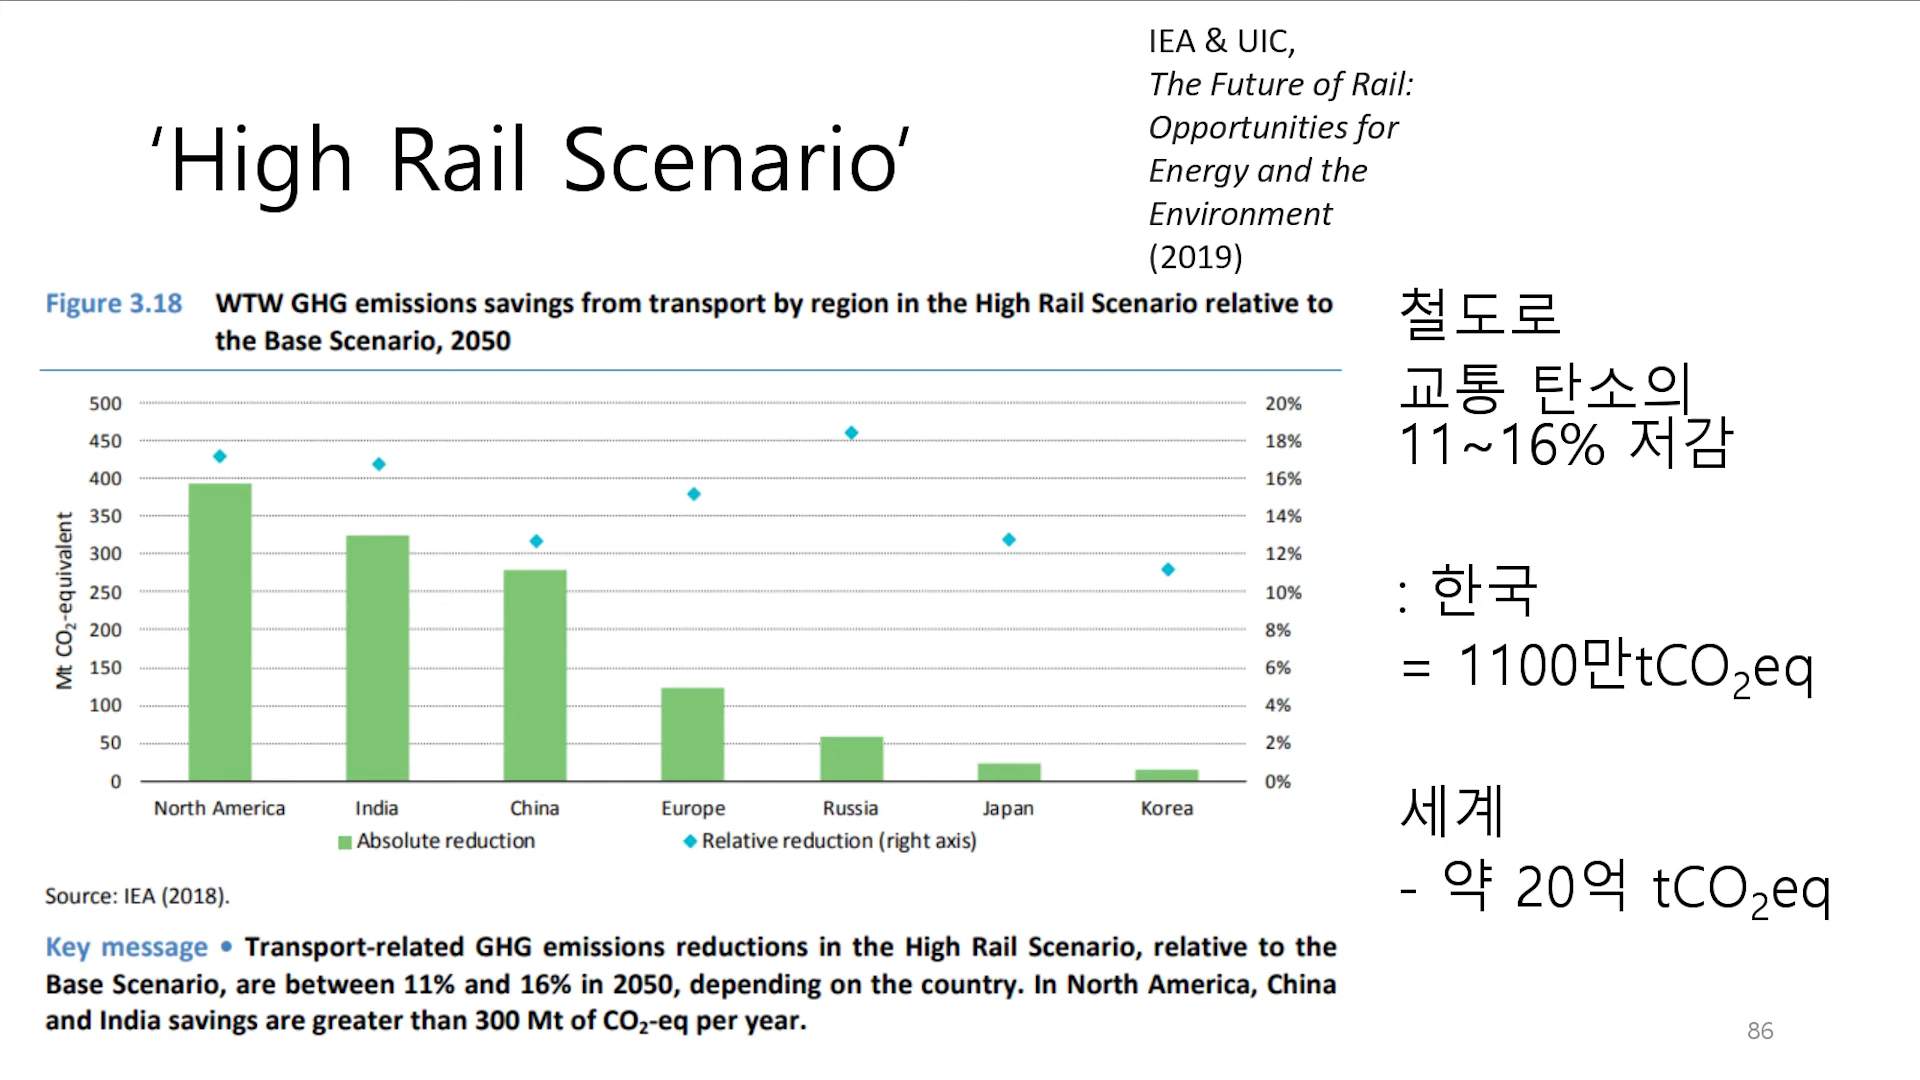 IEA & UIC,
The Future of Rail:
Opportunities for
Energy and the
Environment
(2019)
‘High Rail Scenario’
Figure 3.18 WTW GHG emissions savings from transport by region in the High Rail Scenario relative to
the Base Scenario, 2050
Mt CO₂-equivalent
500
450
400
350
300
250
200
150
100
50
0
20%
18%
16%
14%
12%
10%
8%
6%
4%
2%
0%
North America India China Europe Russia Japan Korea
Absolute reduction Relative reduction (right axis)
Source: IEA (2018).
Key message • Transport-related GHG emissions reductions in the High Rail Scenario, relative to the
Base Scenario, are between 11% and 16% in 2050, depending on the country. In North America, China
and India savings are greater than 300 Mt of CO₂-eq per year.
철도로
교통 탄소의
11~16% 저감
: 한국
= 1100만tCO₂eq
세계
- 약 20억 tCO₂eq
86